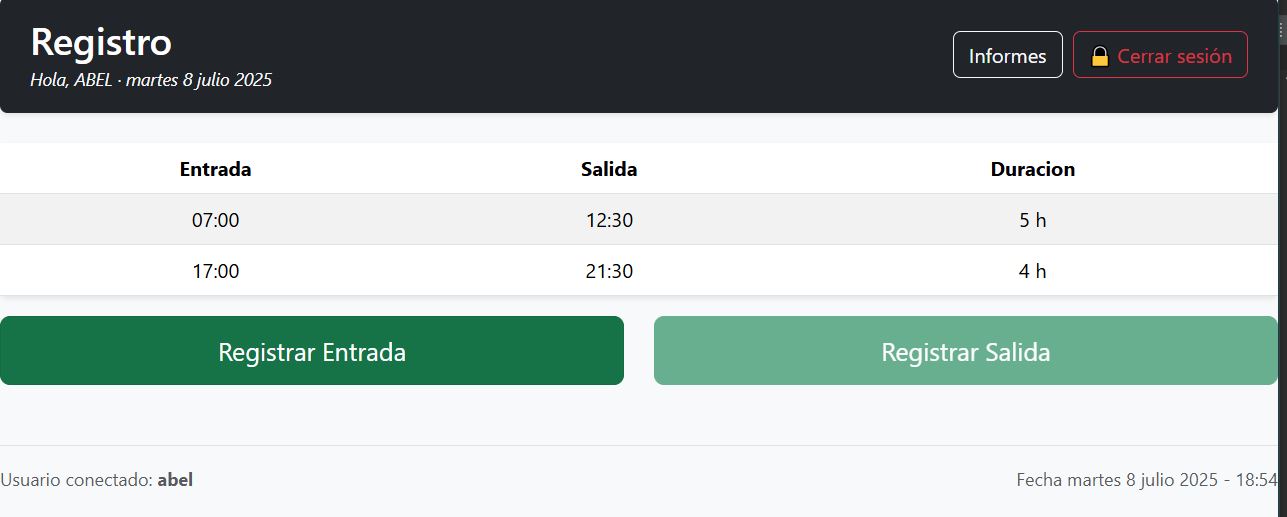 Registro
Hola, ABEL · martes 8 julio 2025
Informes
Cerrar sesión
Entrada Salida Duracion
07:00 12:30 5 h
17:00 21:30 4 h
Registrar Entrada Registrar Salida
Usuario conectado: abel Fecha martes 8 julio 2025 - 18:54